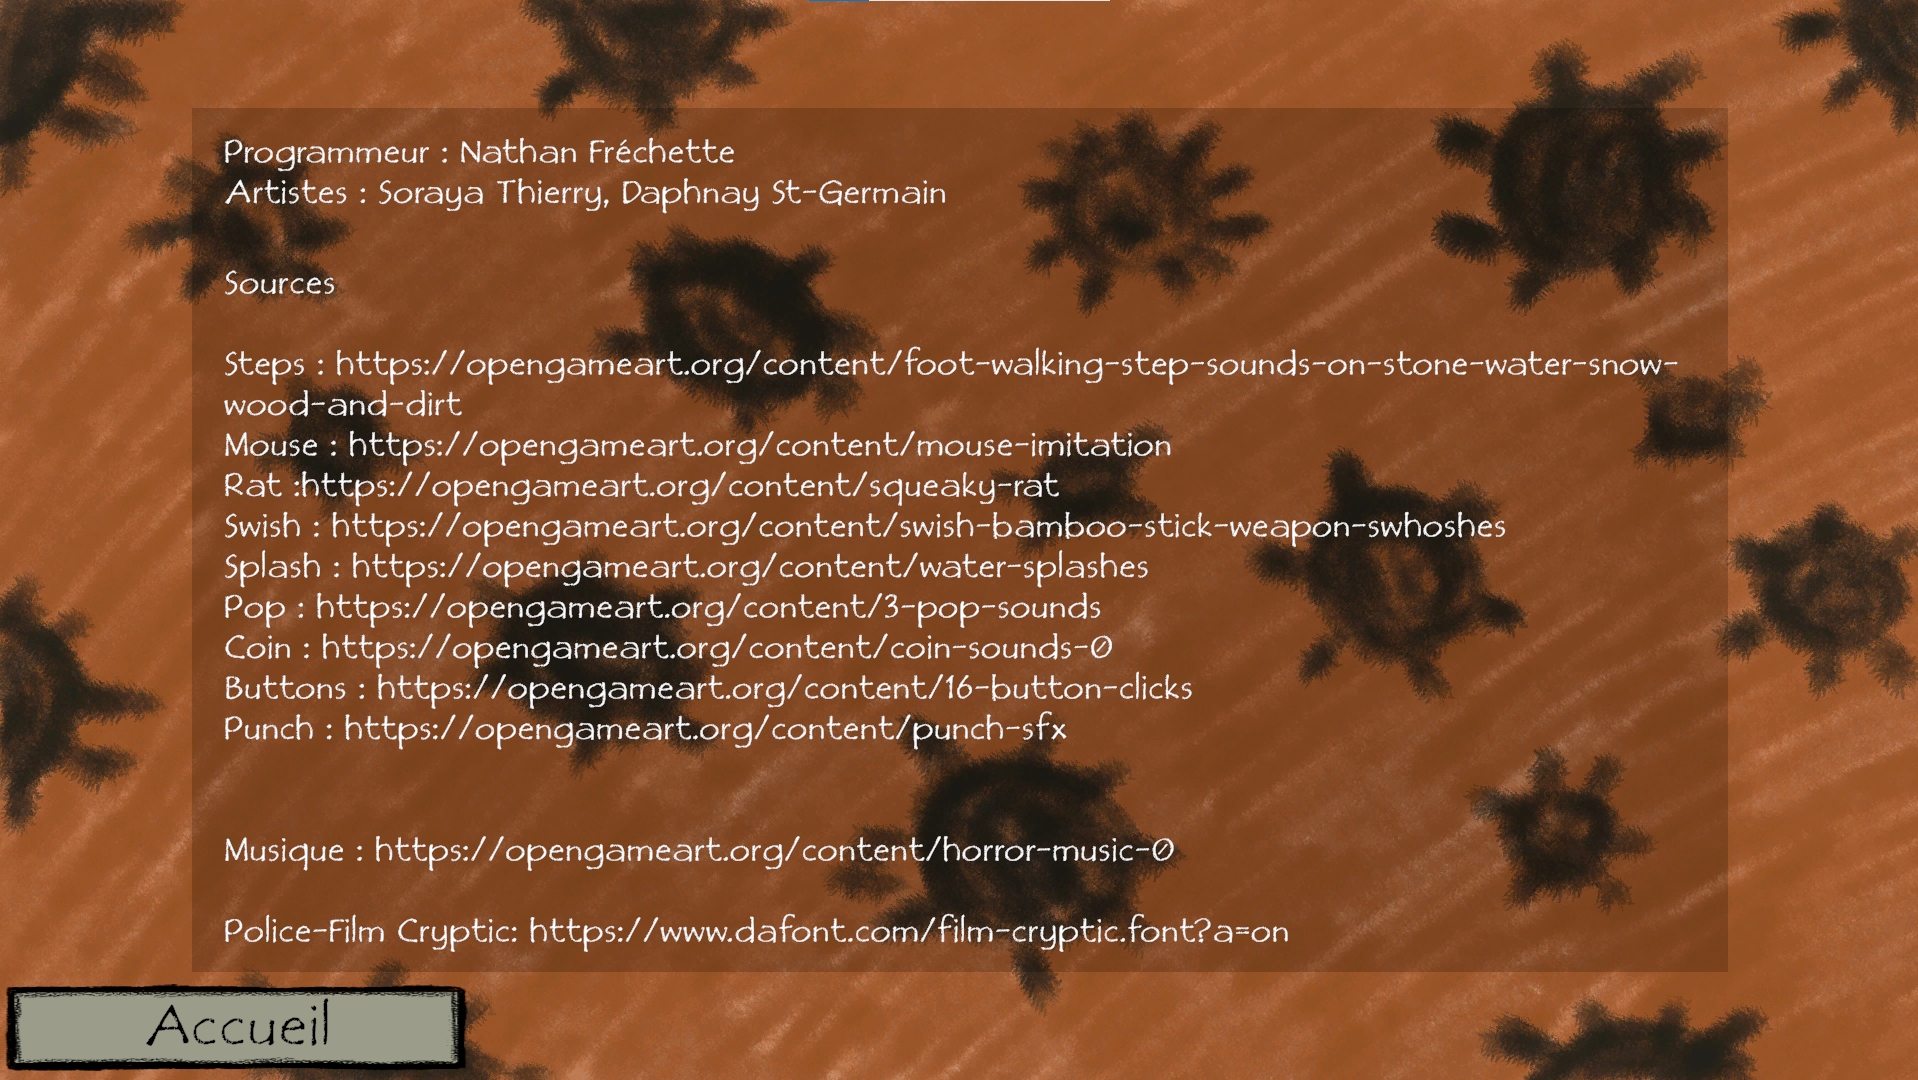 Programmeur : Nathan Fréchette
Artistes : Soraya Thierry, Daphnay St-Germain
Sources
Steps : https://opengameart.org/content/foot-walking-step-sounds-on-stone-water-snow-
wood-and-dirt
Mouse : https://opengameart.org/content/mouse-imitation
Rat :https://opengameart.org/content/squeaky-rat
Swish : https://opengameart.org/content/swish-bamboo-stick-weapon-swhoshes
Splash : https://opengameart.org/content/water-splashes
Pop : https://opengameart.org/content/3-pop-sounds
Coin : https://opengameart.org/content/coin-sounds-0
Buttons : https://opengameart.org/content/16-button-clicks
Punch : https://opengameart.org/content/punch-sfx
Musique : https://opengameart.org/content/horror-music-0
Police-Film Cryptic: https://www.dafont.com/film-cryptic.font?a=on
Accueil